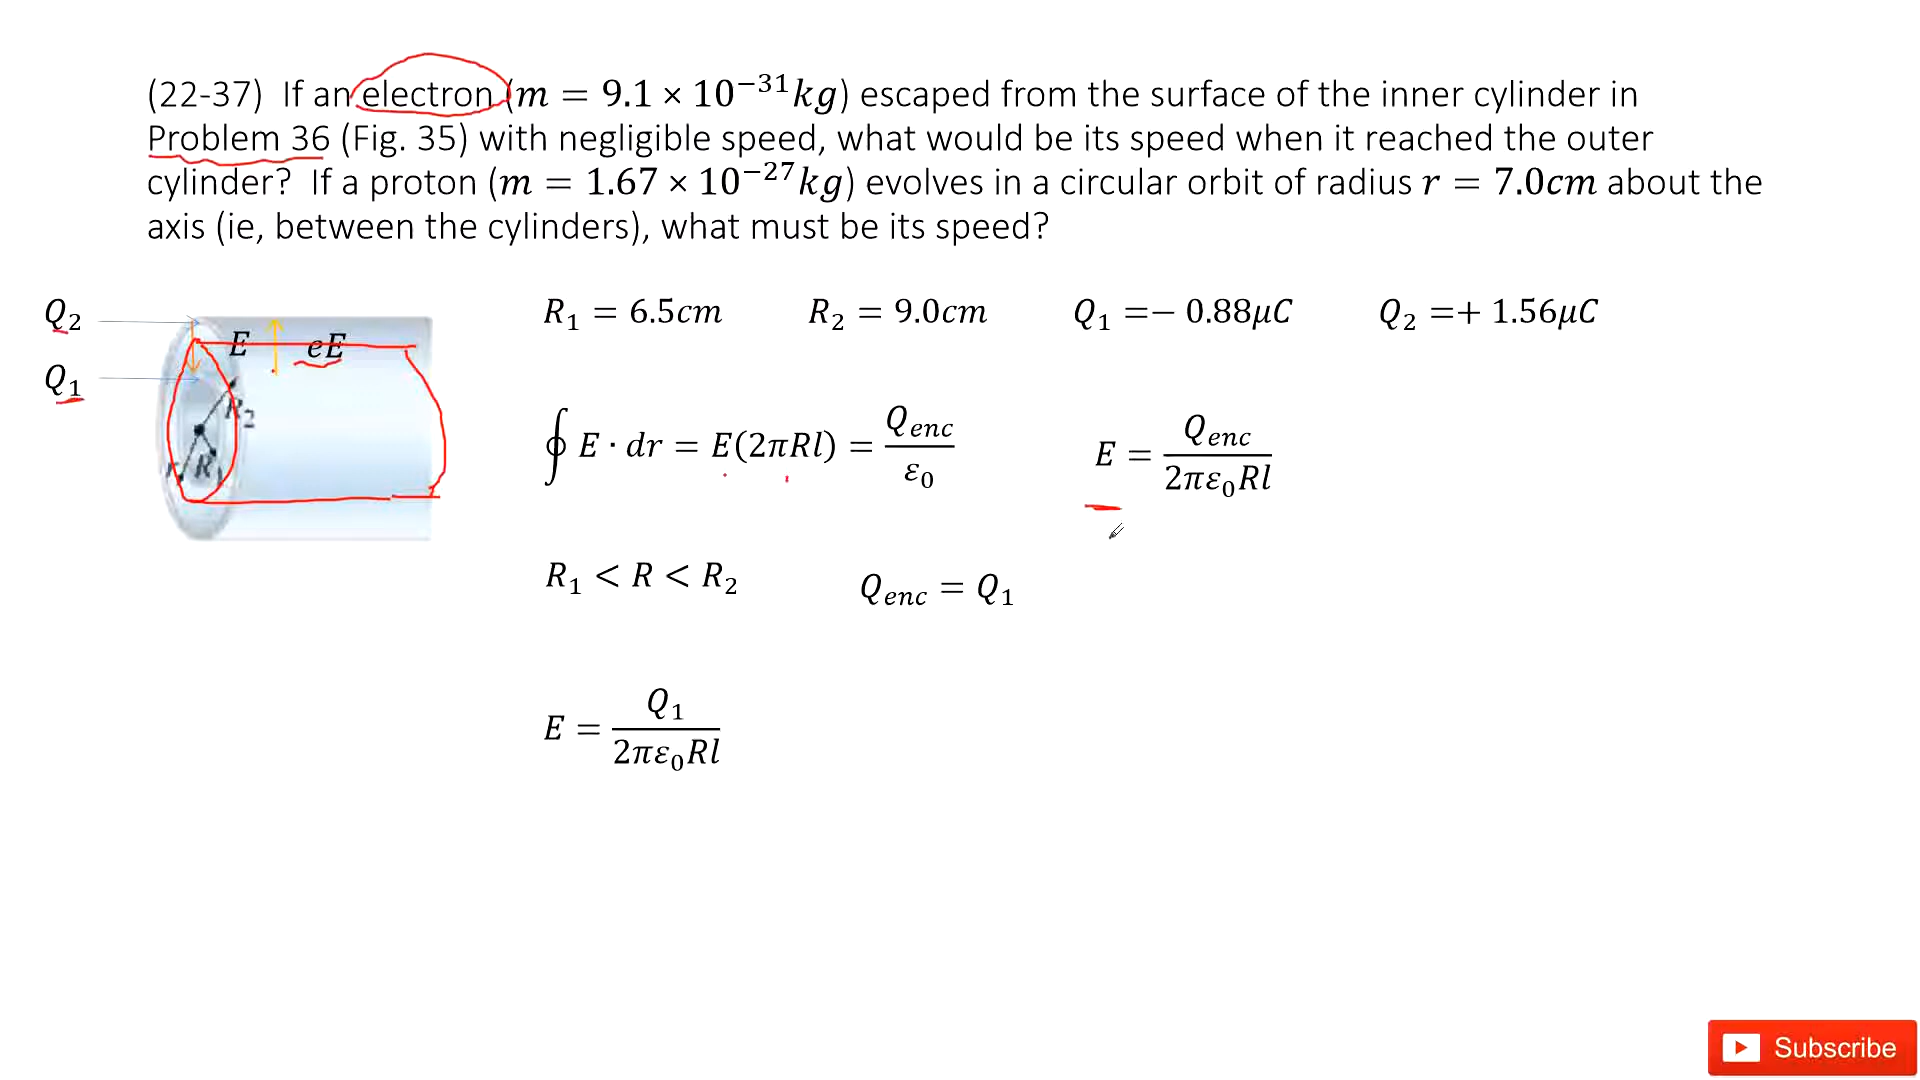 (22-37) If an electron (m = 9.1 × 10⁻³¹kg) escaped from the surface of the inner cylinder in
Problem 36 (Fig. 35) with negligible speed, what would be its speed when it reached the outer
cylinder? If a proton (m = 1.67 × 10⁻²⁷kg) evolves in a circular orbit of radius r = 7.0cm about the
axis (ie, between the cylinders), what must be its speed?
Q₂
Q₁
E
eE
R₂
r
R₁
R₁ = 6.5cm R₂ = 9.0cm Q₁ =− 0.88μC Q₂ =+ 1.56μC
∮ E · dr = E(2πRl) = Qenc/ε₀ E = Qenc/2πε₀Rl
R₁ < R < R₂ Qenc = Q₁
E = Q₁/2πε₀Rl
Subscribe